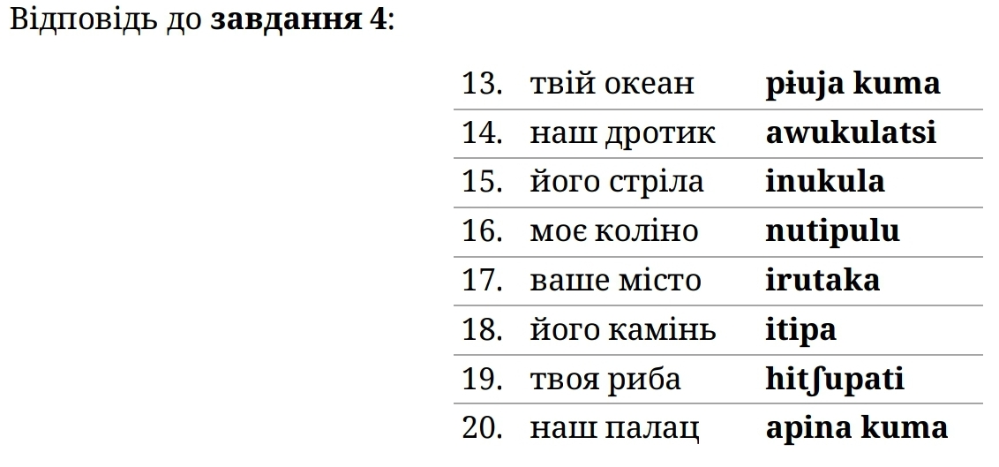 Відповідь до завдання 4:
13. твій океан pɨuja kuma
14. наш дротик awukulatsi
15. його стріла inukula
16. моє коліно nutipulu
17. ваше місто irutaka
18. його камінь itipa
19. твоя риба hitʃupati
20. наш палац apina kuma